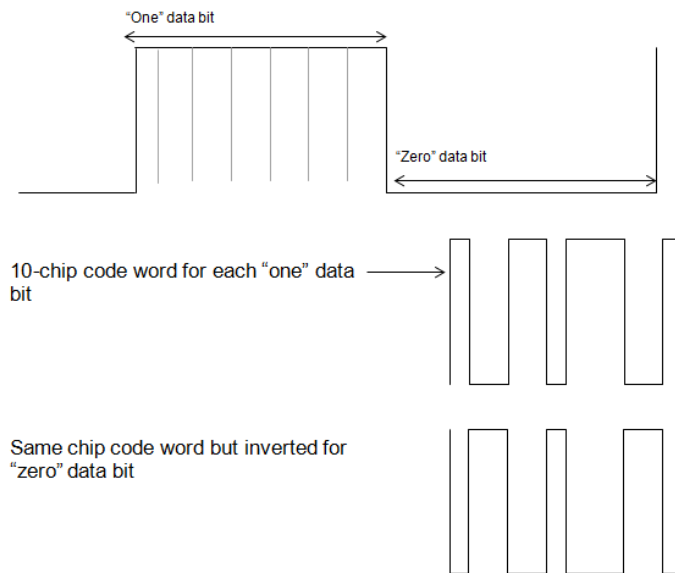 “One” data bit
“Zero” data bit
10-chip code word for each “one” data
bit
Same chip code word but inverted for
“zero” data bit